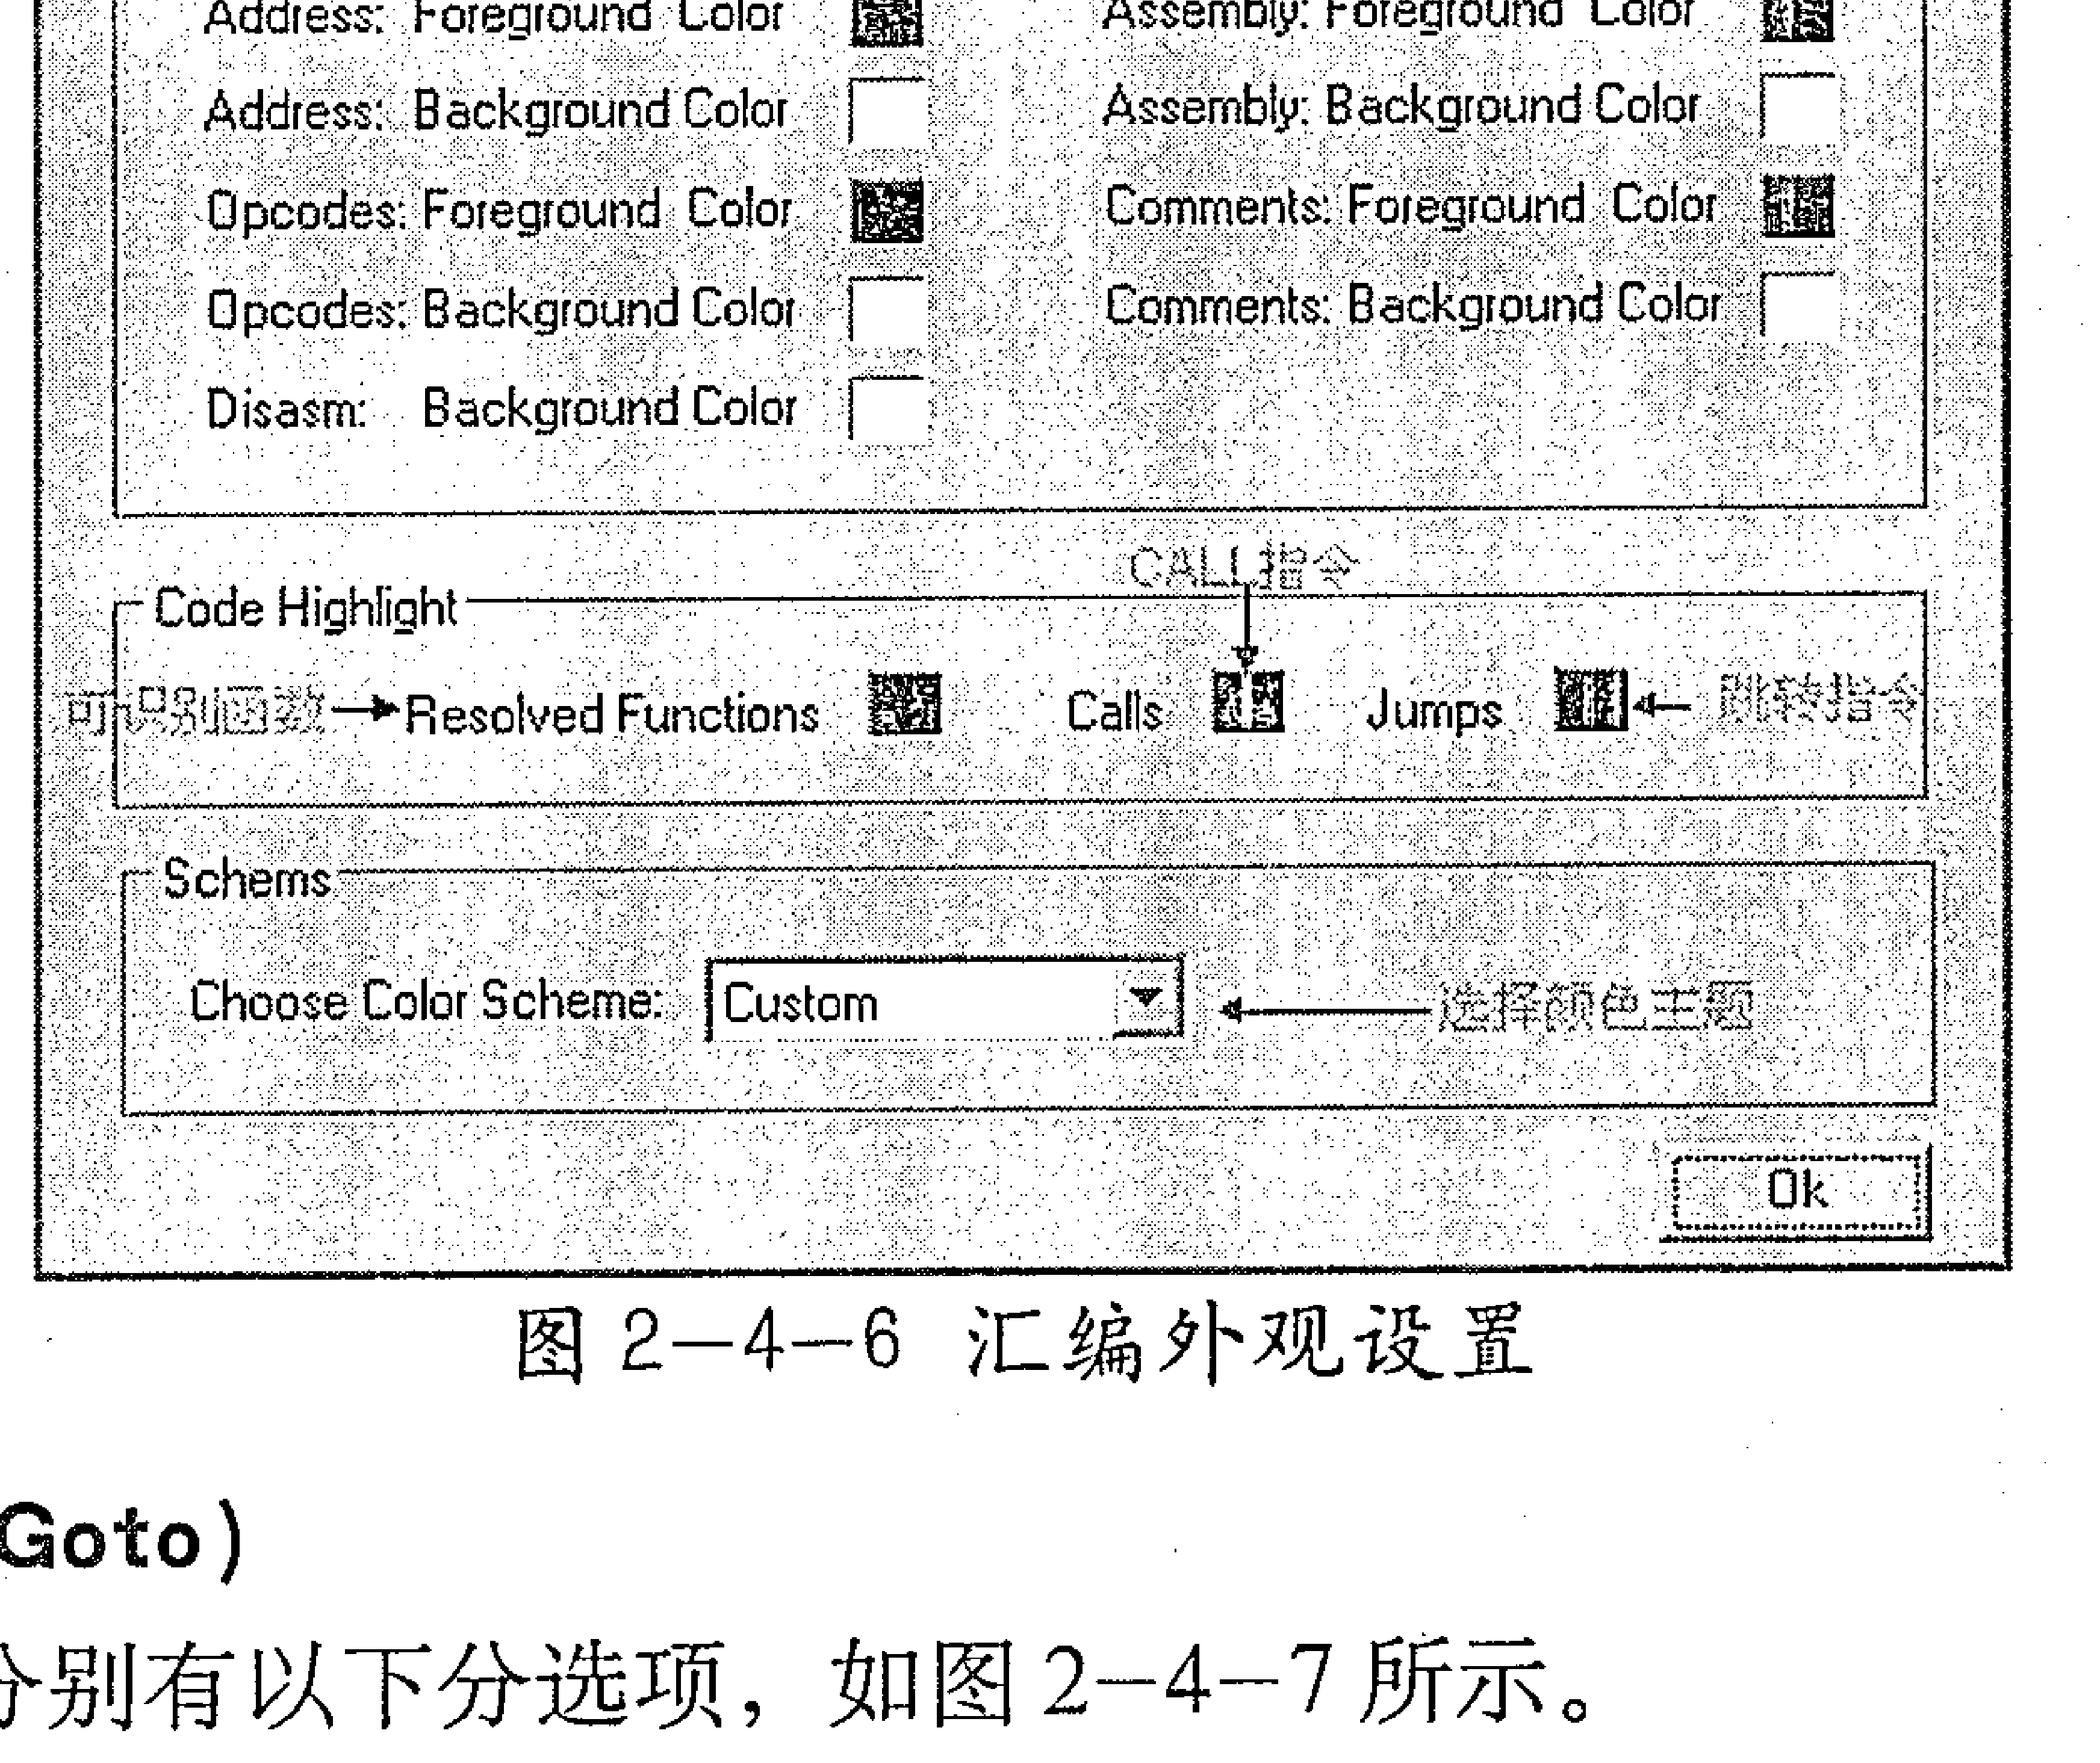 Address: Foreground Color Assembly: Foreground Color
Address: Background Color Assembly: Background Color
Opcodes: Foreground Color Comments: Foreground Color
Opcodes: Background Color Comments: Background Color
Disasm: Background Color
CALL指令
Code Highlight
可识别函数 Resolved Functions Calls Jumps 跳转指令
Schems
Choose Color Scheme: Custom 选择颜色主题
Ok
图 2-4-6 汇编外观设置
Goto)
分别有以下分选项，如图 2-4-7 所示。